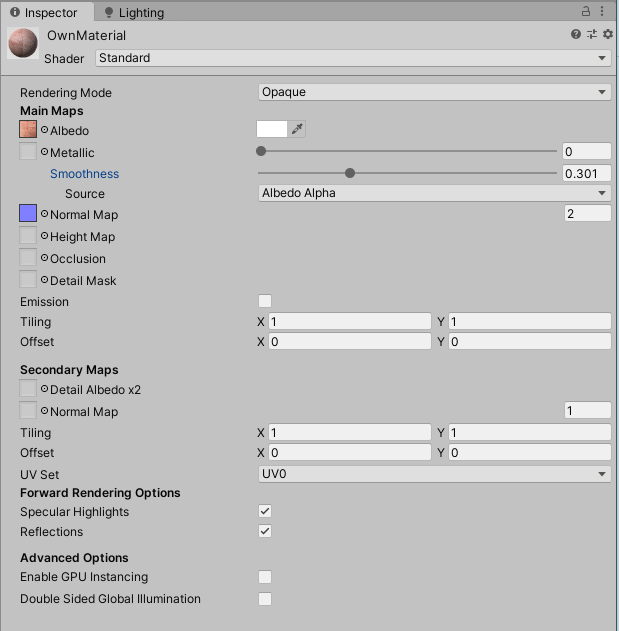 Inspector Lighting
OwnMaterial
Shader Standard
Rendering Mode Opaque
Main Maps
Albedo
Metallic 0
Smoothness 0.301
Source Albedo Alpha
Normal Map 2
Height Map
Occlusion
Detail Mask
Emission
Tiling X 1 Y 1
Offset X 0 Y 0
Secondary Maps
Detail Albedo x2
Normal Map 1
Tiling X 1 Y 1
Offset X 0 Y 0
UV Set UV0
Forward Rendering Options
Specular Highlights
Reflections
Advanced Options
Enable GPU Instancing
Double Sided Global Illumination